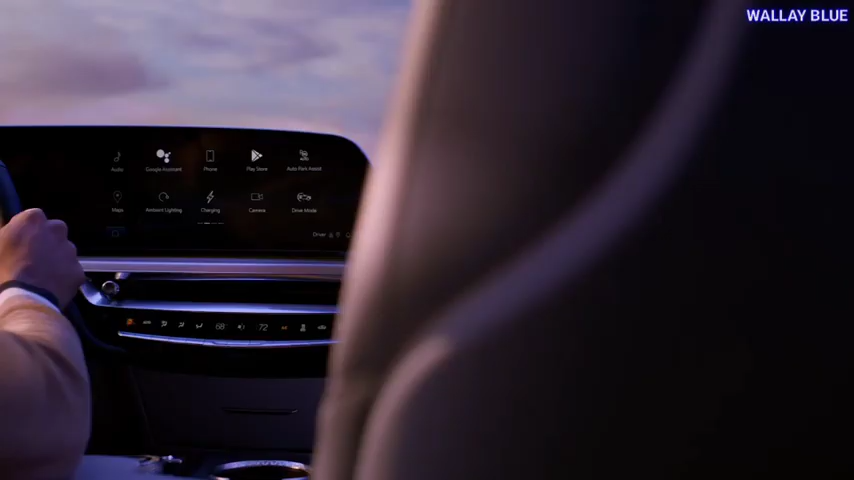 WALLAY BLUE
Audio Google Assistant Phone Play Store Auto Park Assist
Maps Ambient Lighting Charging Camera Drive Mode
Driver
68° 72